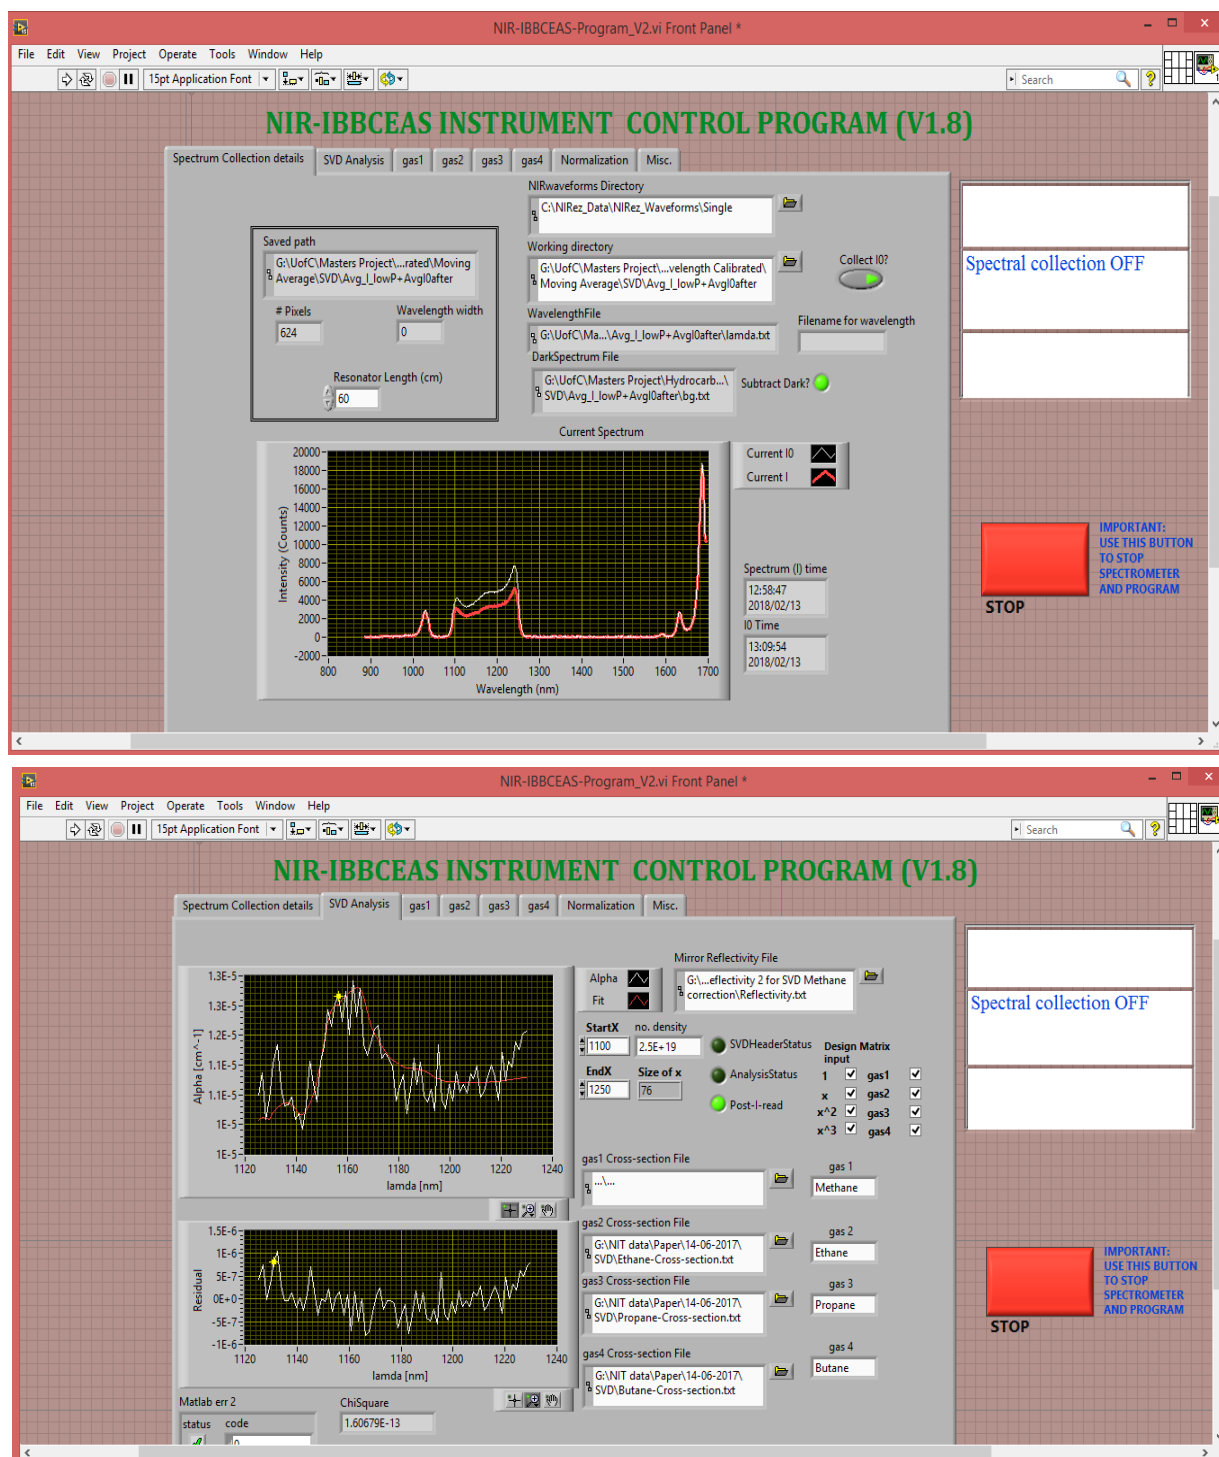 NIR-IBBCEAS-Program_V2.vi Front Panel *
File Edit View Project Operate Tools Window Help
15pt Application Font
Search
NIR-IBBCEAS INSTRUMENT CONTROL PROGRAM (V1.8)
Spectrum Collection details SVD Analysis gas1 gas2 gas3 gas4 Normalization Misc.
NIRwaveforms Directory
C:\NIRez_Data\NIRez_Waveforms\Single
Saved path
G:\UofC\Masters Project\...rated\Moving
Average\SVD\Avg_I_lowP+AvgI0after
# Pixels
624
Wavelength width
0
Resonator Length (cm)
60
Working directory
G:\UofC\Masters Project\...velength Calibrated\
Moving Average\SVD\Avg_I_lowP+AvgI0after
Collect I0?
WavelengthFile
G:\UofC\Ma...\Avg_I_lowP+AvgI0after\lamda.txt
Filename for wavelength
DarkSpectrum File
G:\UofC\Masters Project\Hydrocarb...\
SVD\Avg_I_lowP+AvgI0after\bg.txt
Subtract Dark?
Spectral collection OFF
Current Spectrum
20000
18000
16000
14000
12000
10000
8000
6000
4000
2000
0
-2000
Intensity (Counts)
800 900 1000 1100 1200 1300 1400 1500 1600 1700
Wavelength (nm)
Current I0
Current I
Spectrum (I) time
12:58:47
2018/02/13
I0 Time
13:09:54
2018/02/13
STOP
IMPORTANT:
USE THIS BUTTON
TO STOP
SPECTROMETER
AND PROGRAM
NIR-IBBCEAS-Program_V2.vi Front Panel *
File Edit View Project Operate Tools Window Help
15pt Application Font
Search
NIR-IBBCEAS INSTRUMENT CONTROL PROGRAM (V1.8)
Spectrum Collection details SVD Analysis gas1 gas2 gas3 gas4 Normalization Misc.
1.3E-5
1.3E-5
1.2E-5
1.1E-5
1.1E-5
1E-5
1E-5
Alpha [cm^-1]
1120 1140 1160 1180 1200 1220 1240
lamda [nm]
Alpha
Fit
Mirror Reflectivity File
G:\...eflectivity 2 for SVD Methane
correction\Reflectivity.txt
StartX
1100
no. density
2.5E+19
EndX
1250
Size of x
76
SVDHeaderStatus
AnalysisStatus
Post-I-read
Design Matrix
input
1 gas1
x gas2
x^2 gas3
x^3 gas4
Spectral collection OFF
gas1 Cross-section File
...\...
gas 1
Methane
gas2 Cross-section File
G:\NIT data\Paper\14-06-2017\
SVD\Ethane-Cross-section.txt
gas 2
Ethane
gas3 Cross-section File
G:\NIT data\Paper\14-06-2017\
SVD\Propane-Cross-section.txt
gas 3
Propane
gas4 Cross-section File
G:\NIT data\Paper\14-06-2017\
SVD\Butane-Cross-section.txt
gas 4
Butane
1.5E-6
1E-6
5E-7
0E+0
-5E-7
-1E-6
Residual
1120 1140 1160 1180 1200 1220 1240
lamda [nm]
Matlab err 2
status code
0
ChiSquare
1.60679E-13
STOP
IMPORTANT:
USE THIS BUTTON
TO STOP
SPECTROMETER
AND PROGRAM